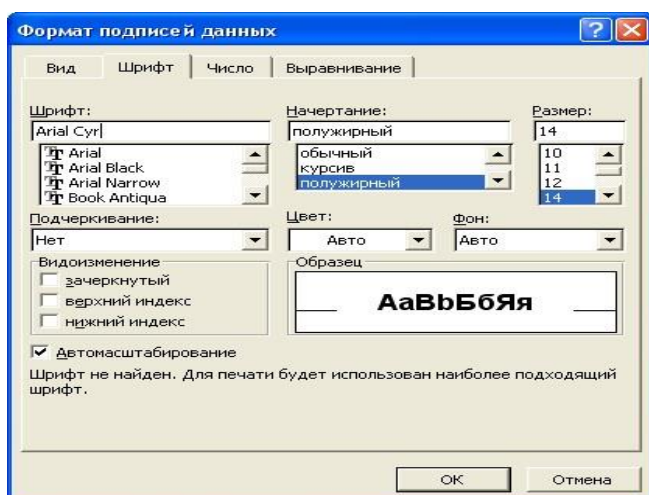 Формат подписей данных
Вид Шрифт Число Выравнивание
Шрифт: Начертание: Размер:
Arial Cyr полужирный 14
Arial обычный 10
Arial Black курсив 11
Arial Narrow полужирный 12
Book Antiqua 14
Подчеркивание: Цвет: Фон:
Нет Авто Авто
Видоизменение Образец
зачеркнутый
верхний индекс АаВbБбЯя
нижний индекс
Автомасштабирование
Шрифт не найден. Для печати будет использован наиболее подходящий
шрифт.
ОК Отмена